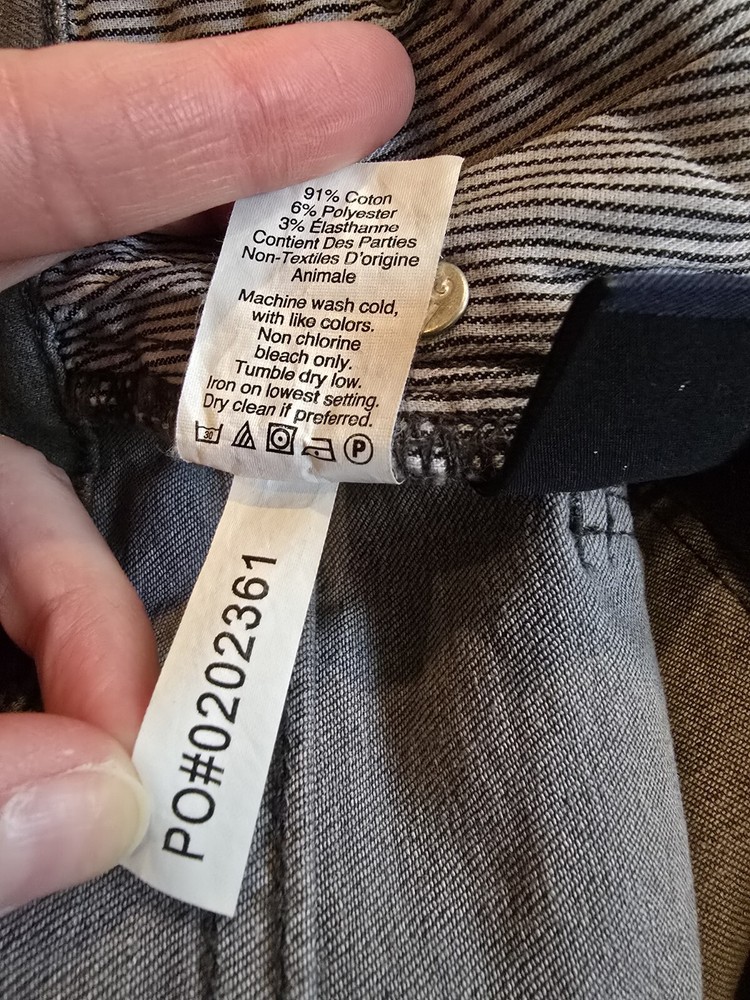 91% Coton
6% Polyester
3% Élasthanne
Contient Des Parties
Non-Textiles D'origine
Animale
Machine wash cold,
with like colors.
Non chlorine
bleach only.
Tumble dry low.
Iron on lowest setting.
Dry clean if preferred.
30 P
PO#0202361